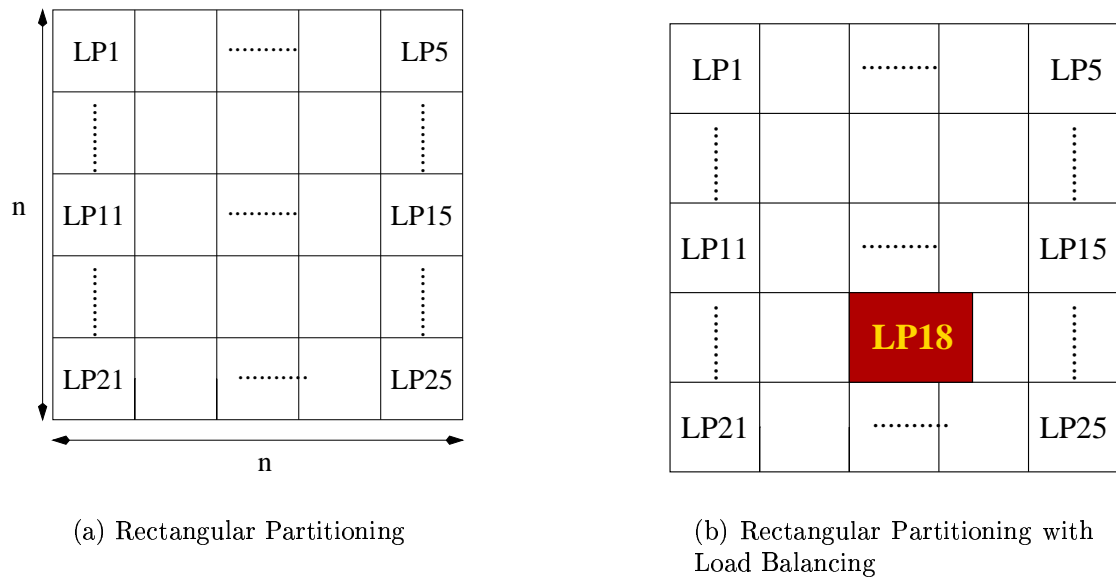 LP1 LP5
n
LP11 LP15
LP21 LP25
n
(a) Rectangular Partitioning
LP1 LP5
LP11 LP15
LP18
LP21 LP25
(b) Rectangular Partitioning with
Load Balancing